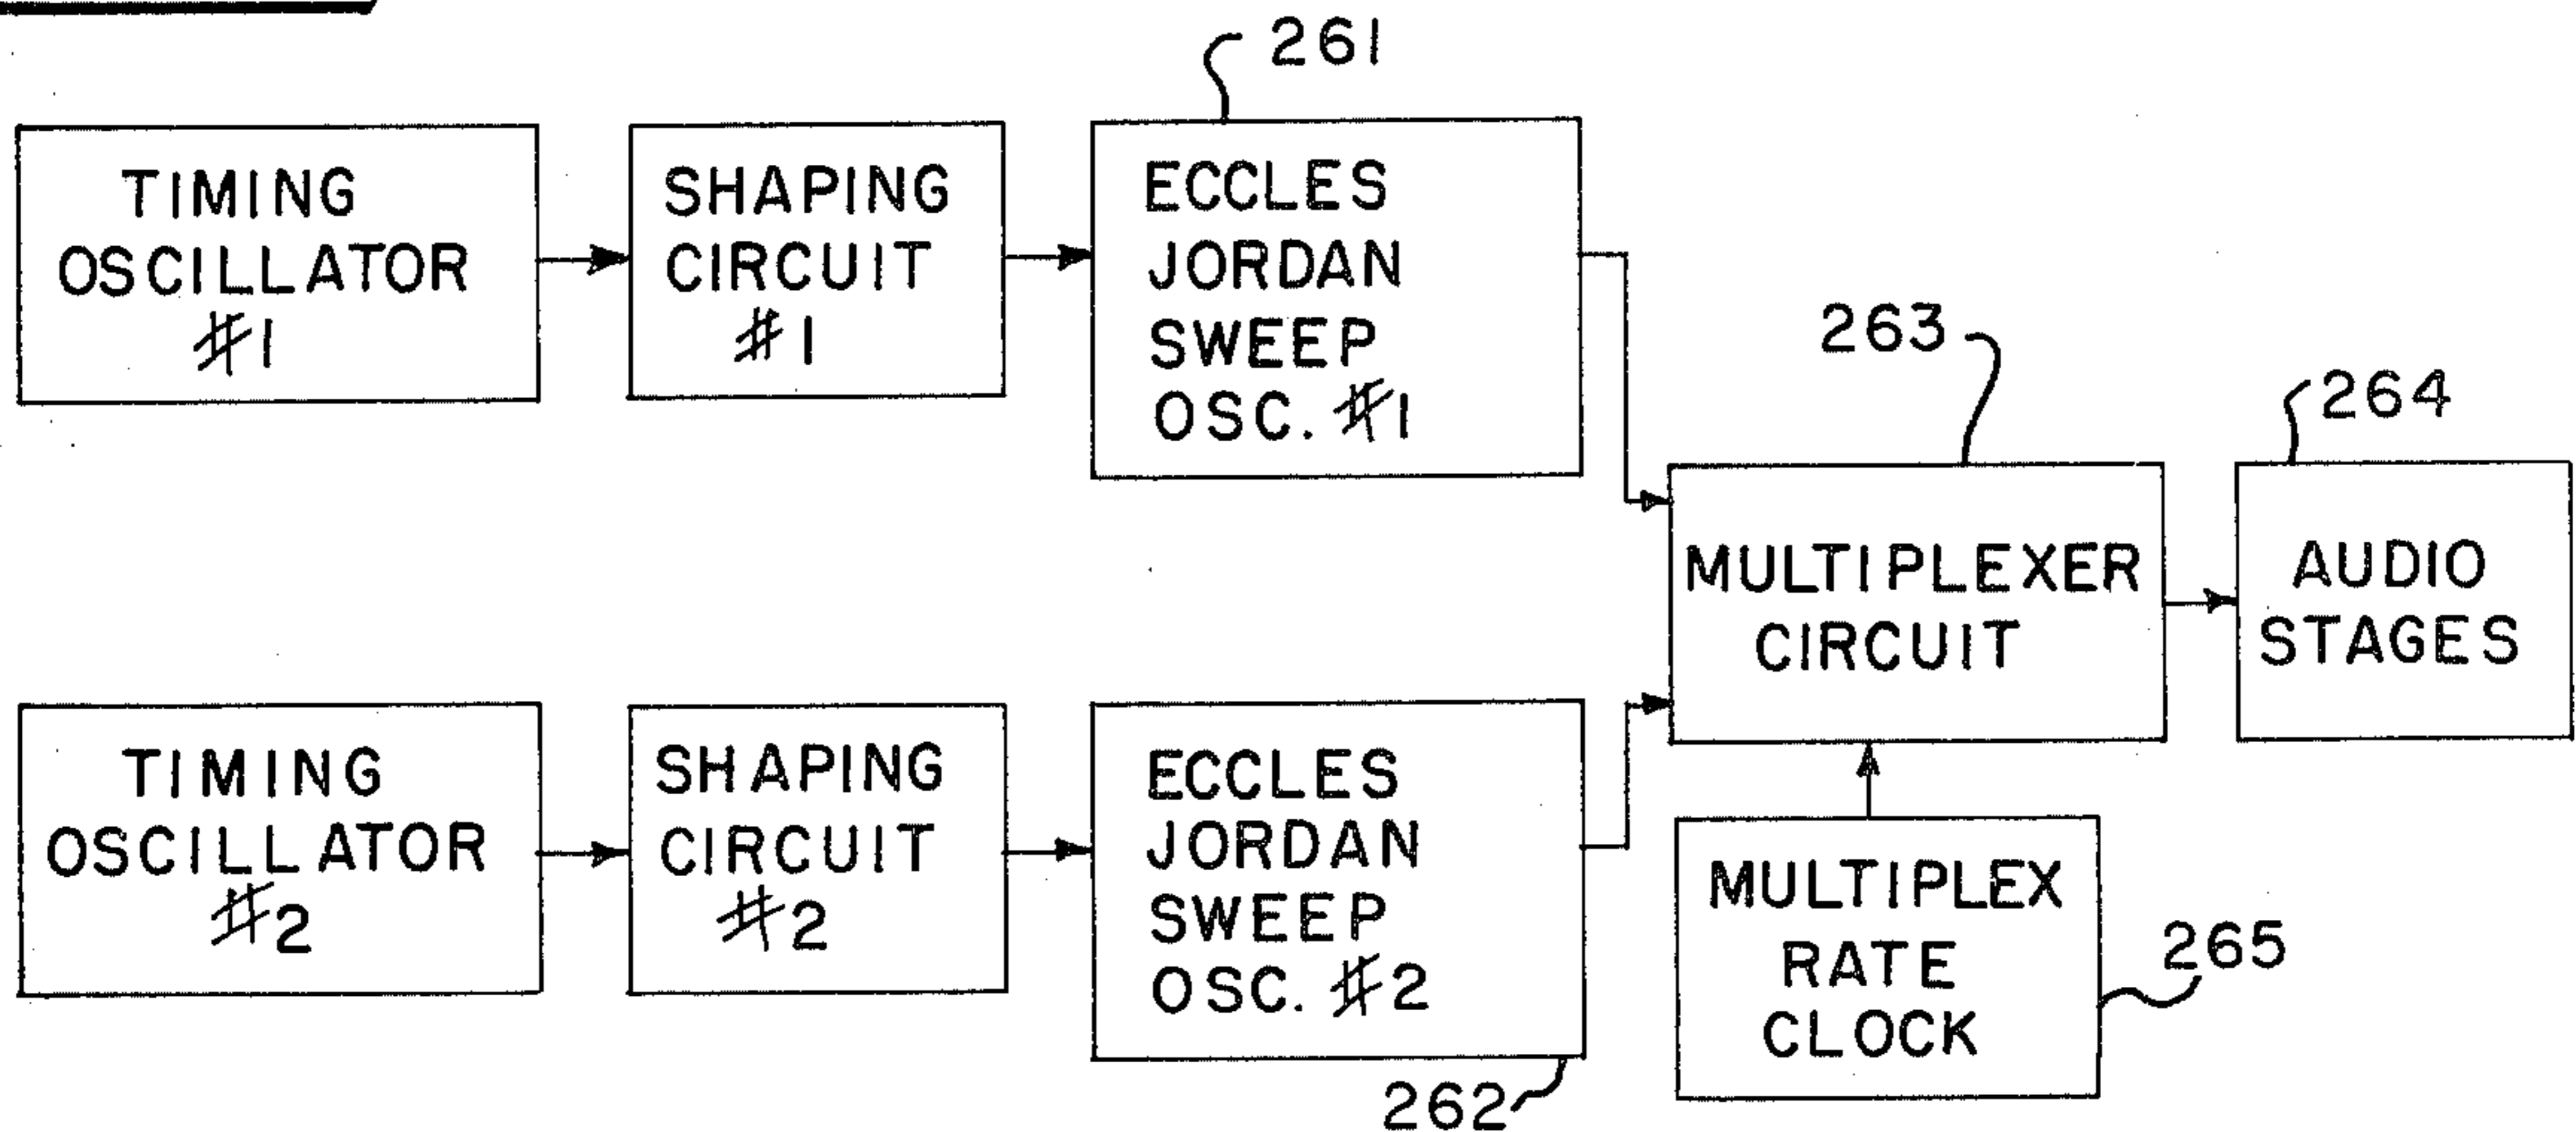 261
TIMING
OSCILLATOR
#1
SHAPING
CIRCUIT
#1
ECCLES
JORDAN
SWEEP
OSC. #1
263
264
MULTIPLEXER
CIRCUIT
AUDIO
STAGES
TIMING
OSCILLATOR
#2
SHAPING
CIRCUIT
#2
ECCLES
JORDAN
SWEEP
OSC. #2
262
MULTIPLEX
RATE
CLOCK
265